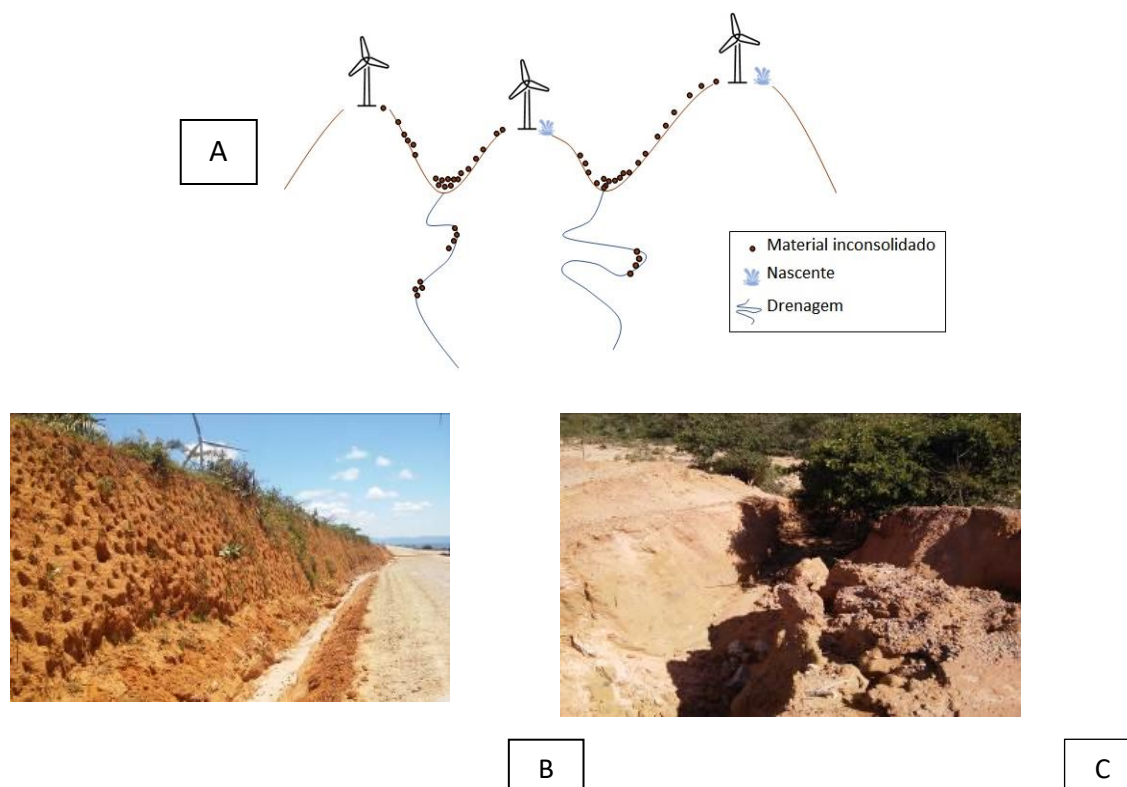 A
Material inconsolidado
Nascente
Drenagem
B
C